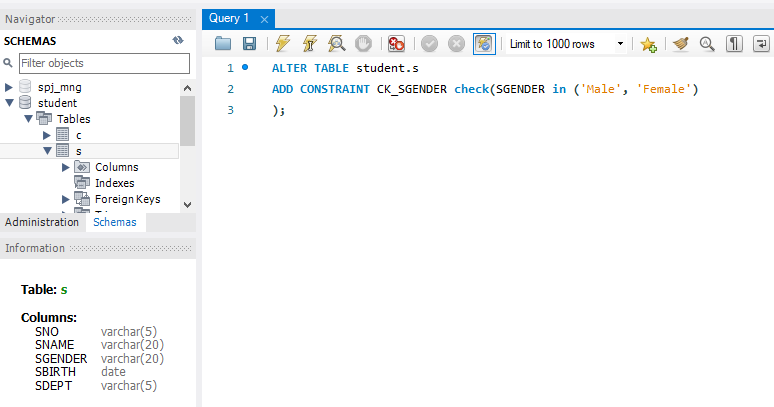 Navigator
SCHEMAS
Filter objects
spj_mng
student
Tables
c
s
Columns
Indexes
Foreign Keys
Administration Schemas
Information
Table: s
Columns:
SNO varchar(5)
SNAME varchar(20)
SGENDER varchar(20)
SBIRTH date
SDEPT varchar(5)
Query 1
Limit to 1000 rows
1 ALTER TABLE student.s
2 ADD CONSTRAINT CK_SGENDER check(SGENDER in ('Male', 'Female')
3 );